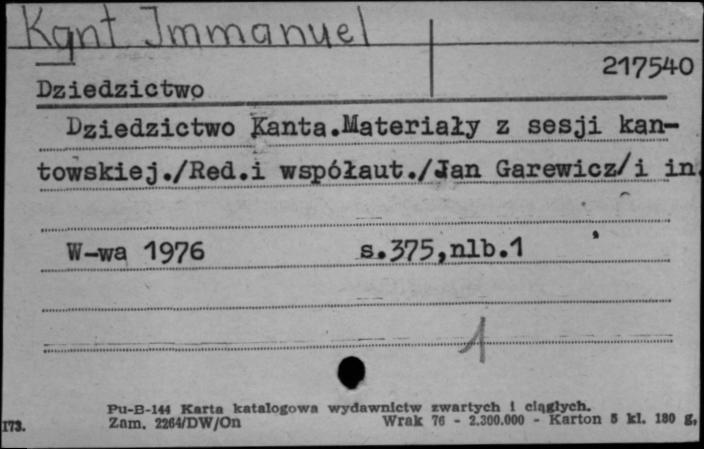 Kant Immanuel
217540
Dziedzictwo
Dziedzictwo Kanta.Materiały z sesji kan-
towskiej./Red.i współaut./Jan Garewicz/i in.
W-wa 1976 s.375,nlb.1
1
Pu-B-144 Karta katalogowa wydawnictw zwartych i ciągłych.
173. Zam. 2264/DW/On Wrak 76 - 2.300.000 - Karton 5 kl. 180 g,